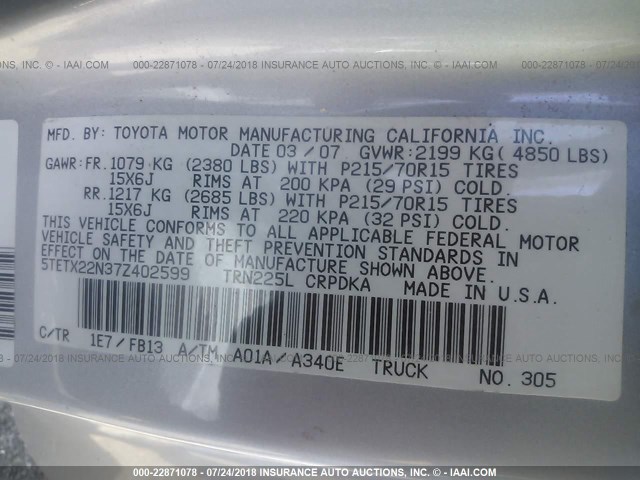 000-22871078 - 07/24/2018 INSURANCE AUTO AUCTIONS, INC. - © IAAI.COM
MFD. BY: TOYOTA MOTOR MANUFACTURING CALIFORNIA INC.
DATE 03 / 07 GVWR:2199 KG( 4850 LBS)
GAWR:FR.1079 KG (2380 LBS) WITH P215/70R15 TIRES
15X6J RIMS AT 200 KPA (29 PSI) COLD.
RR.1217 KG (2685 LBS) WITH P215/70R15 TIRES
15X6J RIMS AT 220 KPA (32 PSI) COLD.
THIS VEHICLE CONFORMS TO ALL APPLICABLE FEDERAL MOTOR
VEHICLE SAFETY AND THEFT PREVENTION STANDARDS IN
EFFECT ON THE DATE OF MANUFACTURE SHOWN ABOVE.
5TETX22N37Z402599 TRN225L CRPDKA MADE IN U.S.A.
C/TR 1E7 / FB13 A/TM A01A / A340E TRUCK NO. 305
000-22871078 - 07/24/2018 INSURANCE AUTO AUCTIONS, INC. - © IAAI.COM
000-22871078 - 07/24/2018 INSURANCE AUTO AUCTIONS, INC. - © IAAI.COM